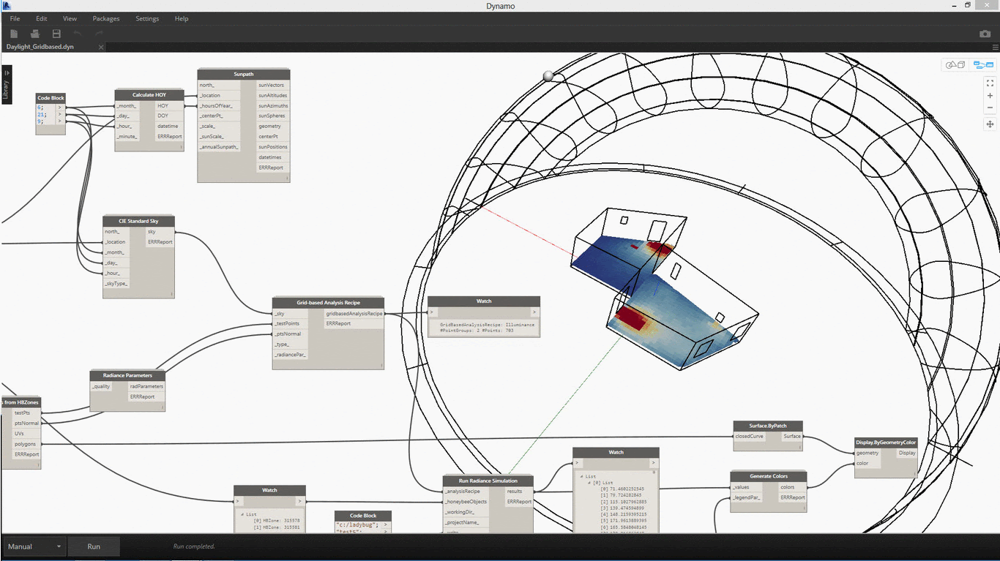 Dynamo
File Edit View Packages Settings Help
Daylight_Gridbased.dyn
Library
Code Block
6; >
21; >
9; >
Calculate HOY
_month_ HOY
_day_ DOY
_hour_ datetime
_minute_ ERRReport
Sunpath
north_ sunVectors
_location sunAltitudes
_hoursOfYear_ sunAzimuths
_centerPt_ sunSpheres
_scale_ geometry
_sunScale_ centerPt
_annualSunpath_ sunPositions
datetimes
ERRReport
CIE Standard Sky
north_ sky
_location ERRReport
_month_
_day_
_hour_
_skyType_
Grid-based Analysis Recipe
_sky gridbasedAnalysisRecipe
_testPoints ERRReport
_ptsNormal
_type_
_radiancePar_
Watch
> >
GridBasedAnalysisRecipe: Illuminance
#PointGroups: 2 #Points: 703
Radiance Parameters
_quality radParameters
ERRReport
s from HBZones
testPts
ptsNormal
UVs
polygons
ERRReport
Watch
> >
List
[0] HBZone: 315578
[1] HBZone: 315581
Code Block
"c:/ladybug"; >
"test5";
Run Radiance Simulation
_analysisRecipe results
_honeybeeObjects ERRReport
_workingDir_
_projectName_
Watch
> >
List
[0] List
[0] 71.4602252545
[1] 79.724282845
[2] 115.1027962885
[3] 139.474594899
[4] 148.2159395215
[5] 171.9613889395
[6] 165.5848048145
Surface.ByPatch
closedCurve Surface
Generate Colors
_values colors
_legendPar_ ERRReport
Display.ByGeometryColor
geometry Display
color
Manual Run Run completed.